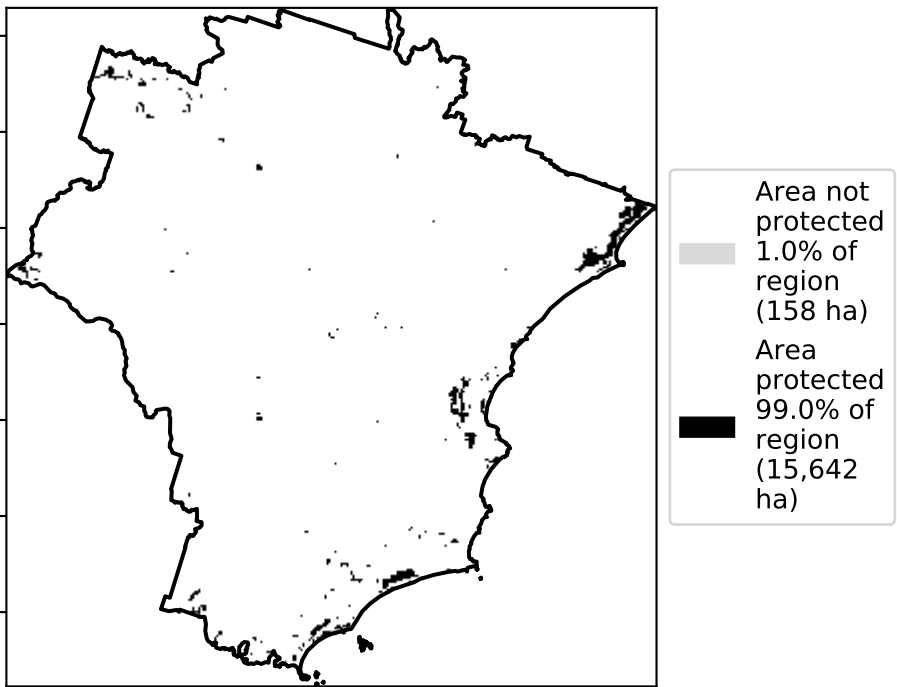 Area not
protected
1.0% of
region
(158 ha)
Area
protected
99.0% of
region
(15,642
ha)